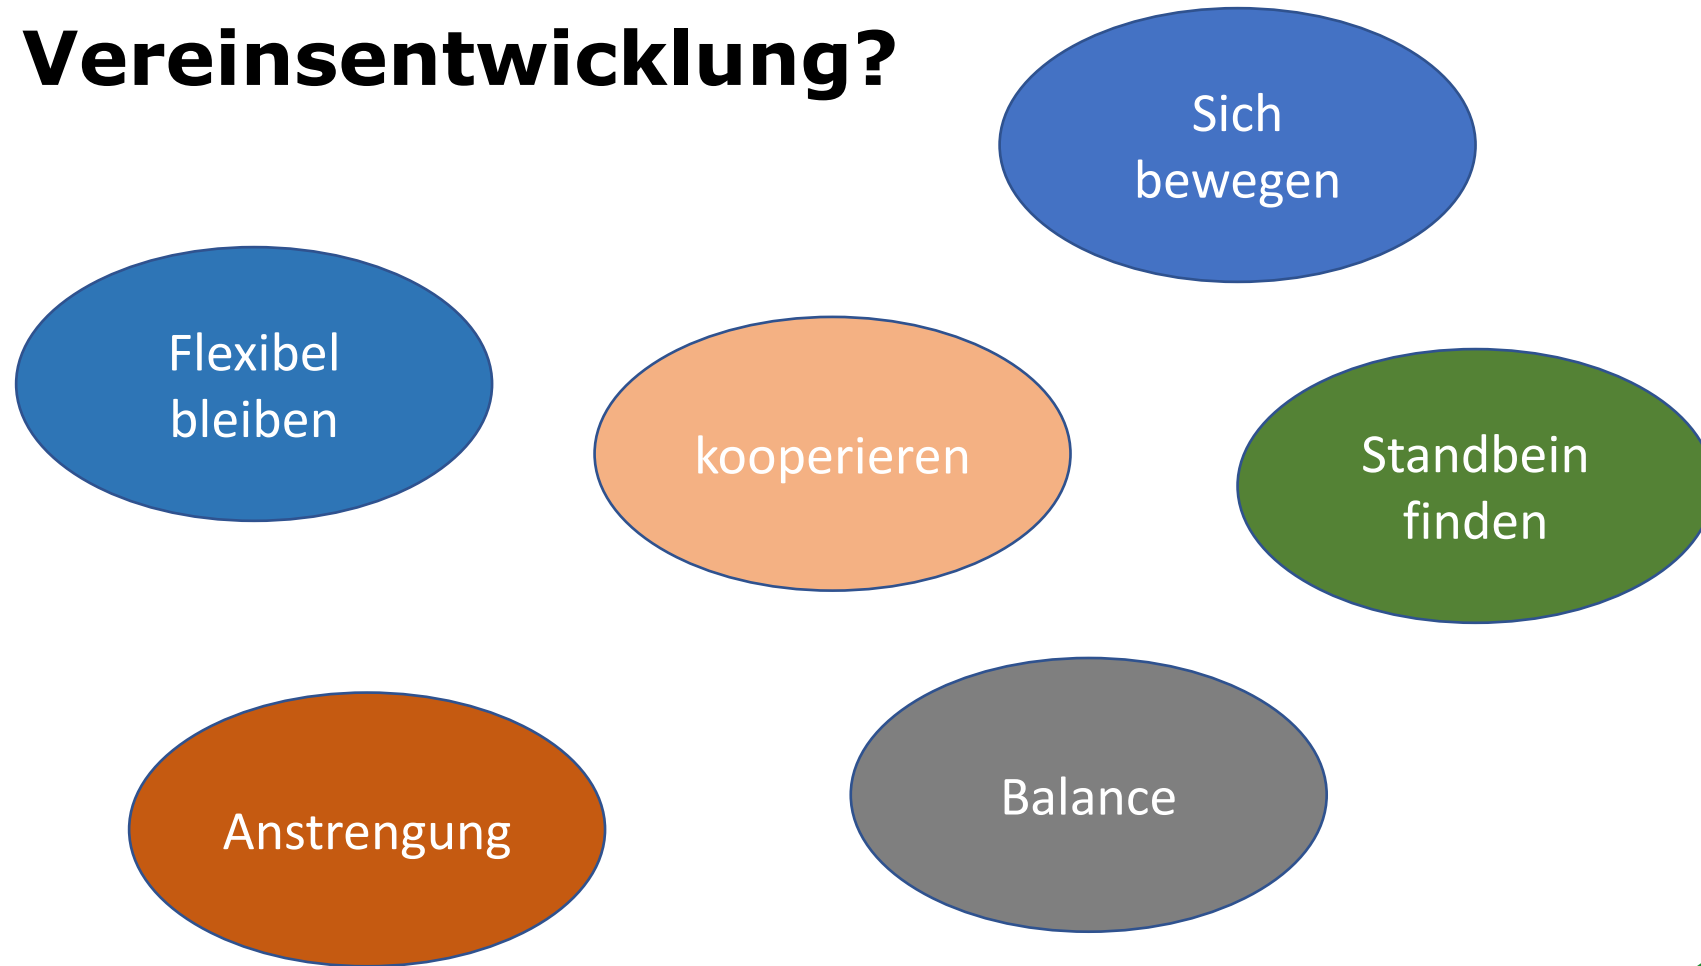 Vereinsentwicklung?
Sich
bewegen
Flexibel
bleiben
kooperieren
Standbein
finden
Anstrengung
Balance